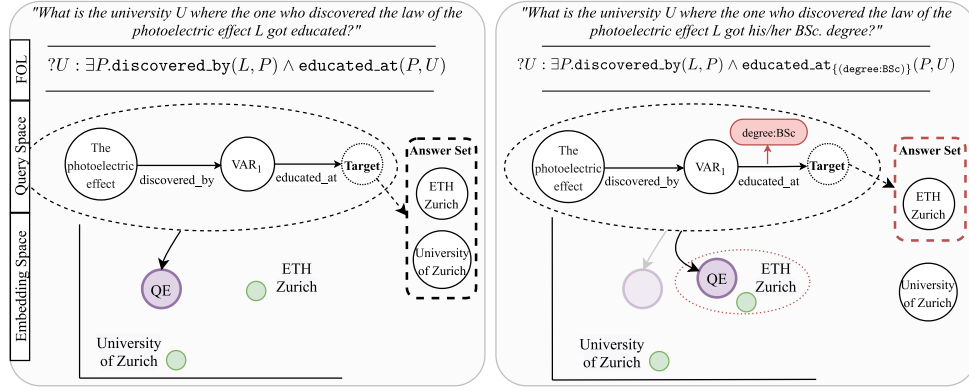 "What is the university U where the one who discovered the law of the
photoelectric effect L got educated?"
FOL
?U : ∃P.discovered_by(L, P) ∧ educated_at(P, U)
Query Space
The
photoelectric
effect
discovered_by
VAR1
educated_at
Target
Answer Set
ETH
Zurich
University
of Zurich
Embedding Space
QE
ETH
Zurich
University
of Zurich
"What is the university U where the one who discovered the law of the
photoelectric effect L got his/her BSc. degree?"
?U : ∃P.discovered_by(L, P) ∧ educated_at{(degree:BSc)}(P, U)
degree:BSc
The
photoelectric
effect
discovered_by
VAR1
educated_at
Target
Answer Set
ETH
Zurich
University
of Zurich
QE
ETH
Zurich
University
of Zurich